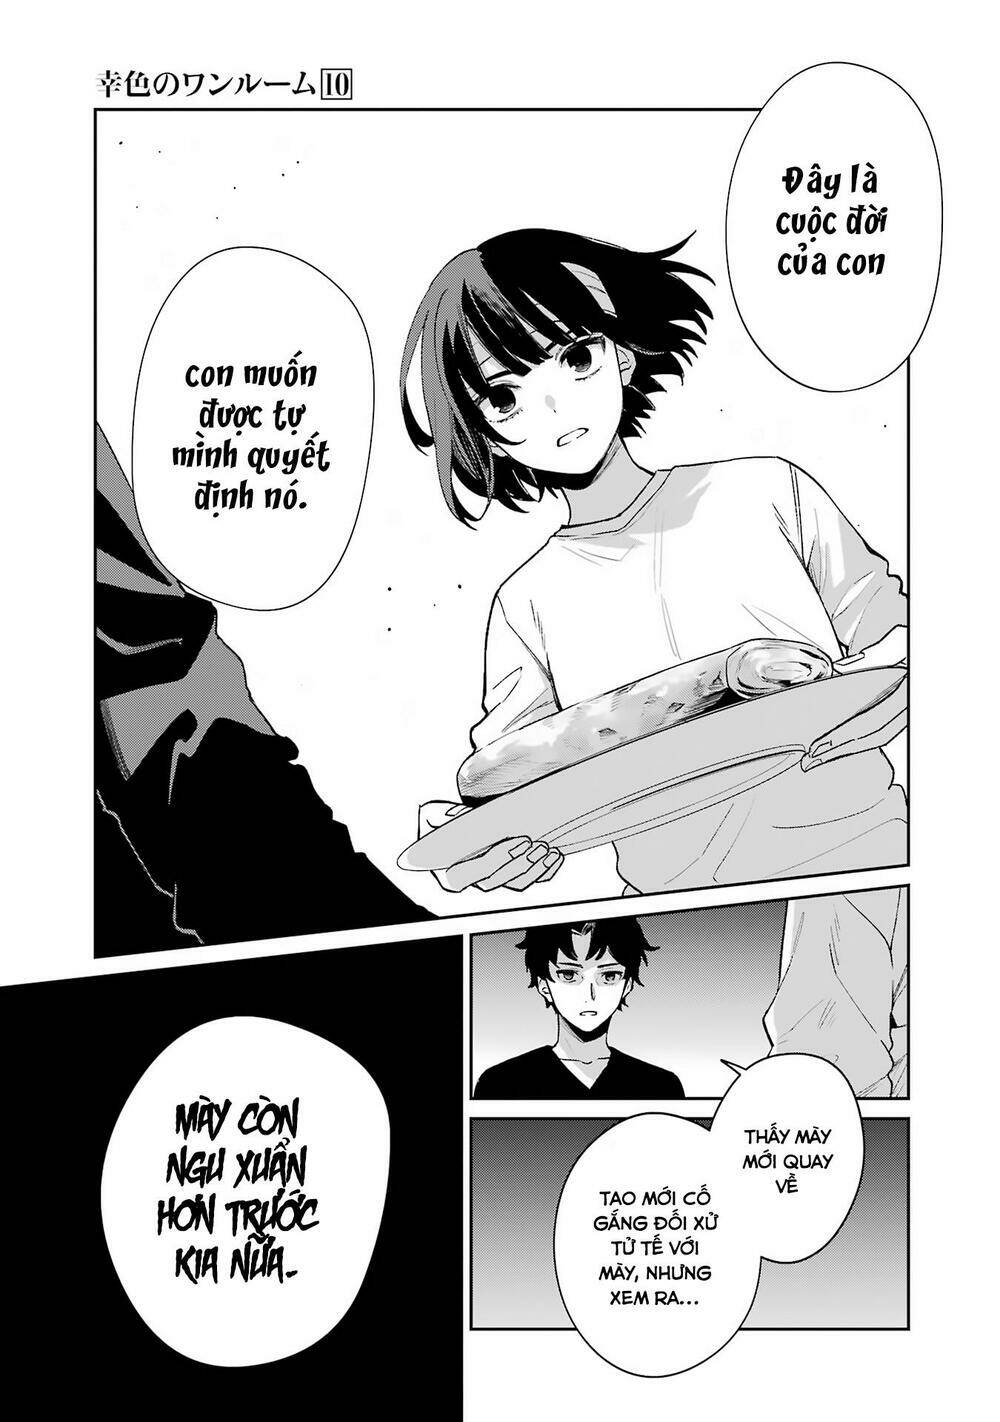 幸色のワンルーム10
Đây là
cuộc đời
của con
con muốn
được tự
mình quyết
định nó.
THẤY MÀY
MỚI QUAY
VỀ
TAO MỚI CỐ
GẮNG ĐỐI XỬ
TỬ TẾ VỚI
MÀY, NHƯNG
XEM RA...
MÀY CÒN
NGU XUẨN
HƠN TRƯỚC
KIA NỮA.